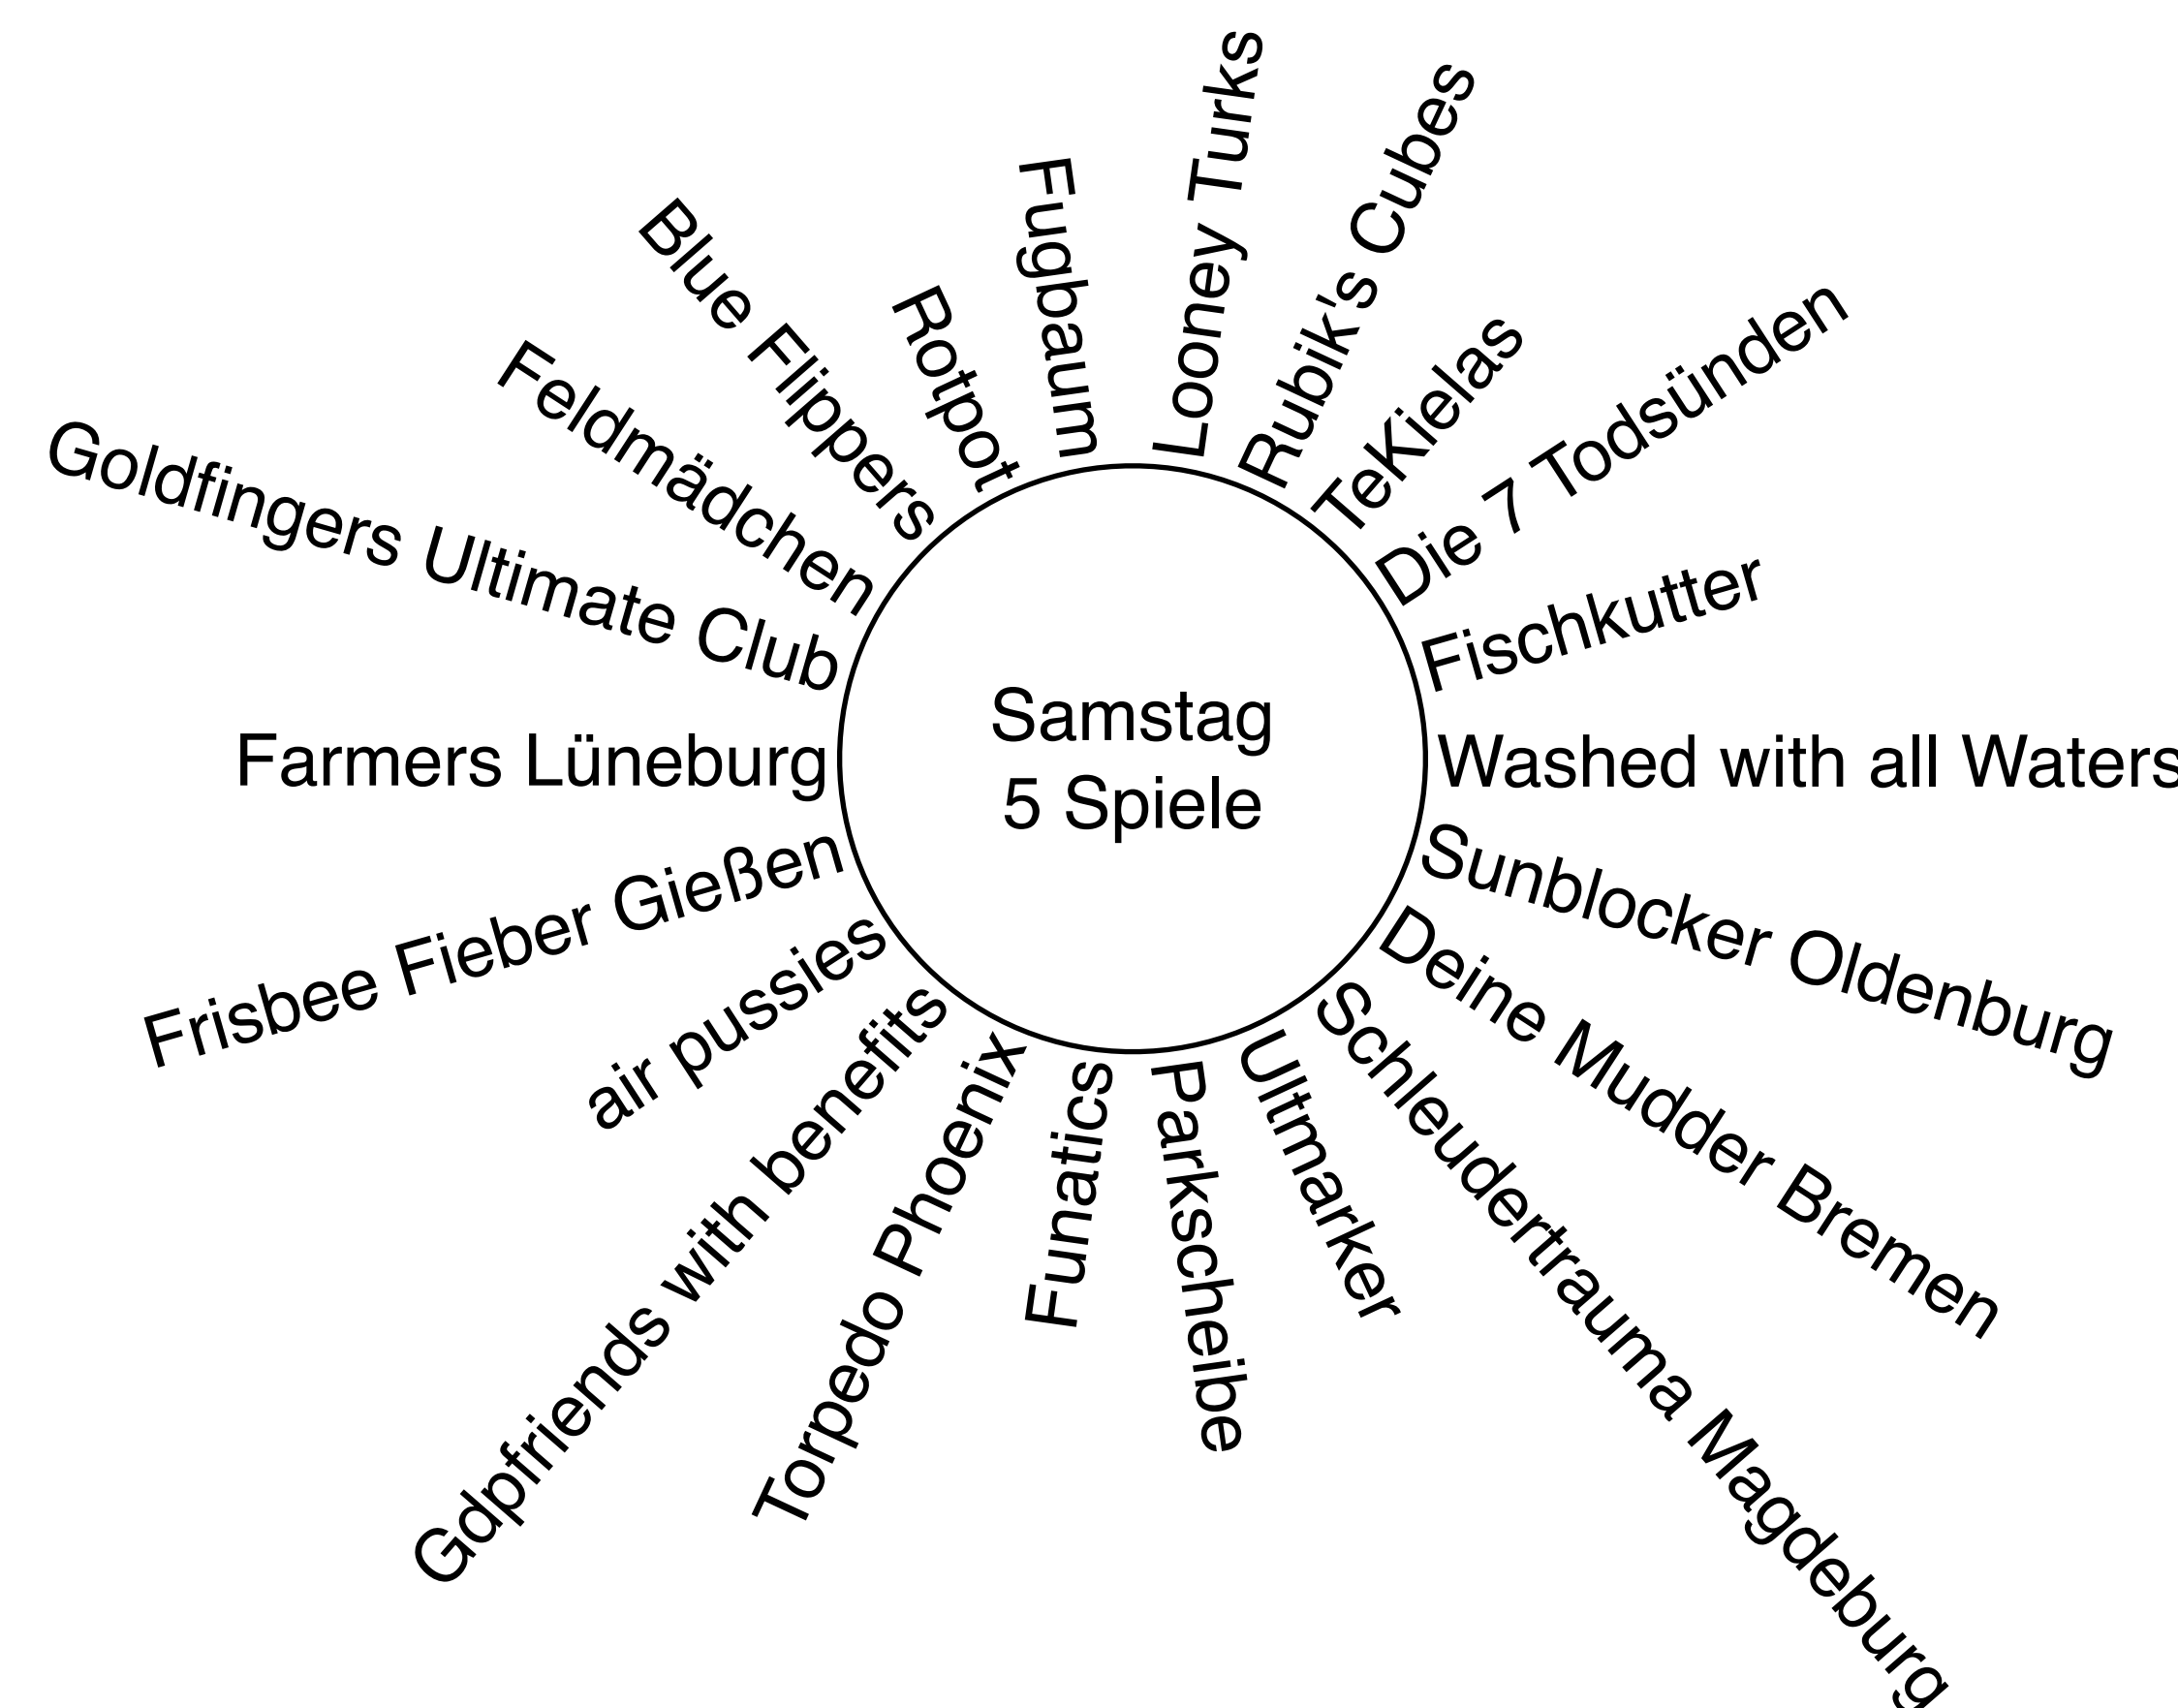 Samstag
5 Spiele
Looney Turks
Rubik's Cubes
TeKielas
Die 7 Todsünden
Fischkutter
Washed with all Waters
Sunblocker Oldenburg
Deine Mudder Bremen
Schleudertrauma Magdeburg
Ultimarker
Parkscheibe
Funatics
Torpedo Phoenix
Gdpfriends with benefits
air pussies
Frisbee Fieber Gießen
Farmers Lüneburg
Goldfingers Ultimate Club
Feldmädchen
Blue Flippers
Rotpot
Fugbaum